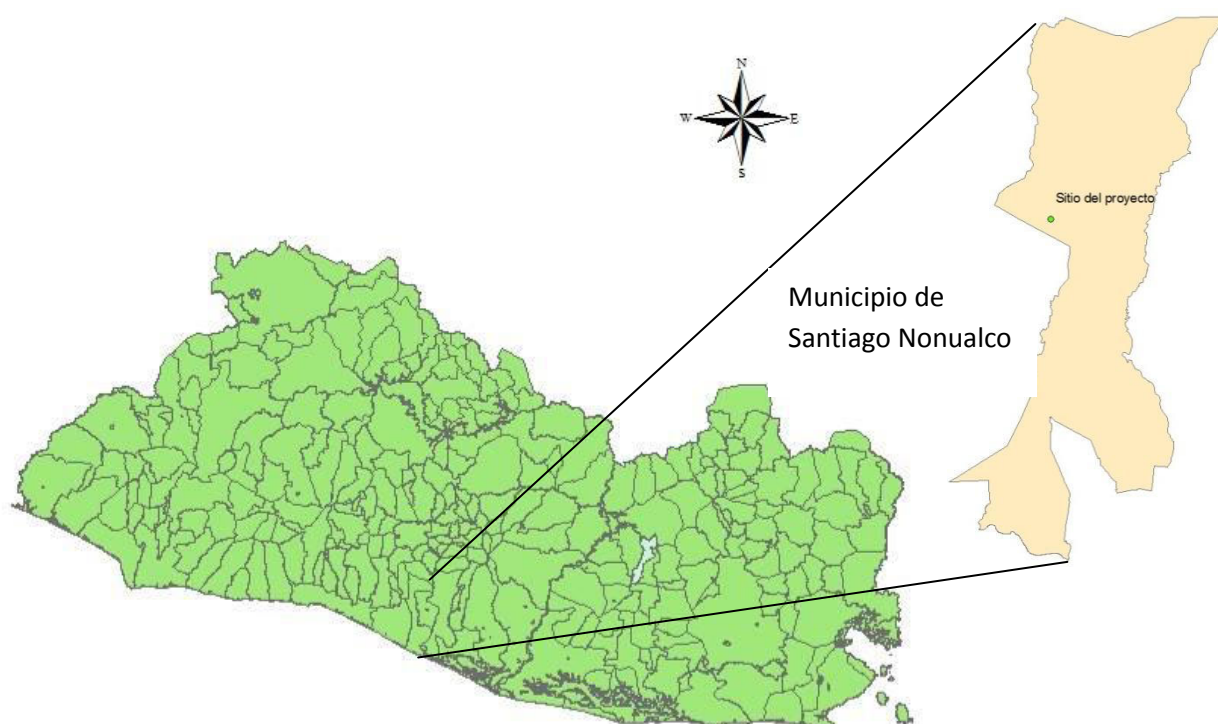 N
W E
S
Sitio del proyecto
Municipio de
Santiago Nonualco